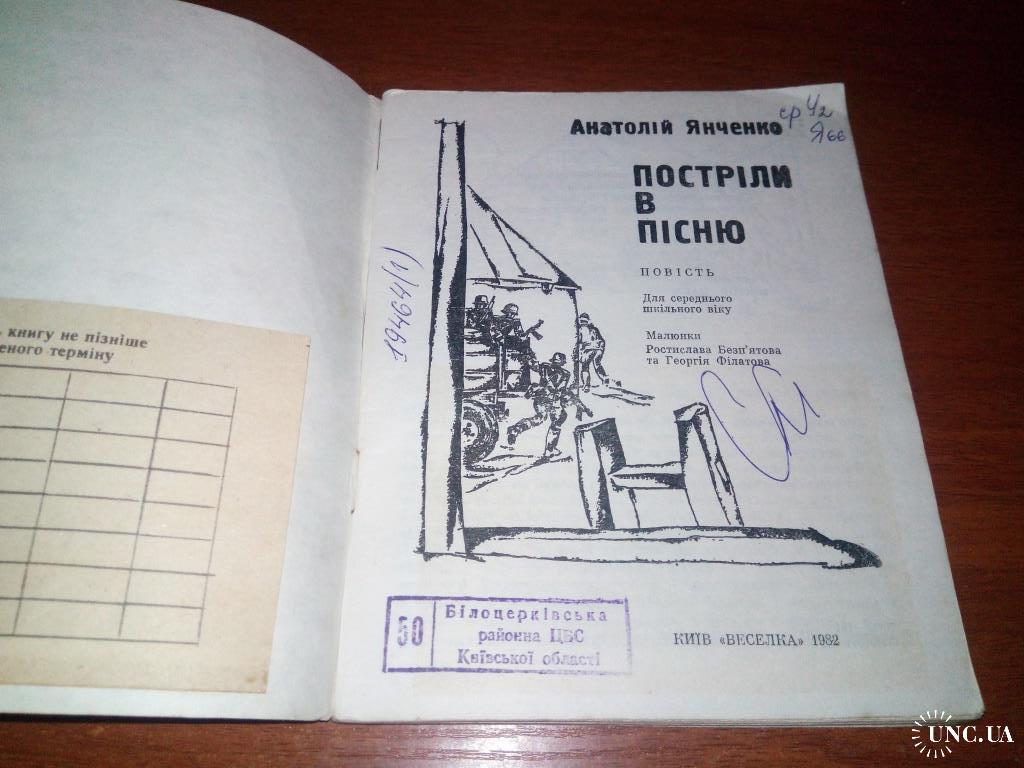 книгу не пізніше
еного терміну
Анатолій Янченко
ср Ч2
Я66
ПОСТРІЛИ
В
ПІСНЮ
ПОВІСТЬ
Для середнього
шкільного віку
Малюнки
Ростислава Безп'ятова
та Георгія Філатова
19464(1)
50
Білоцерківська
районна ЦБС
Київської області
КИЇВ «ВЕСЕЛКА» 1982
UNC.UA